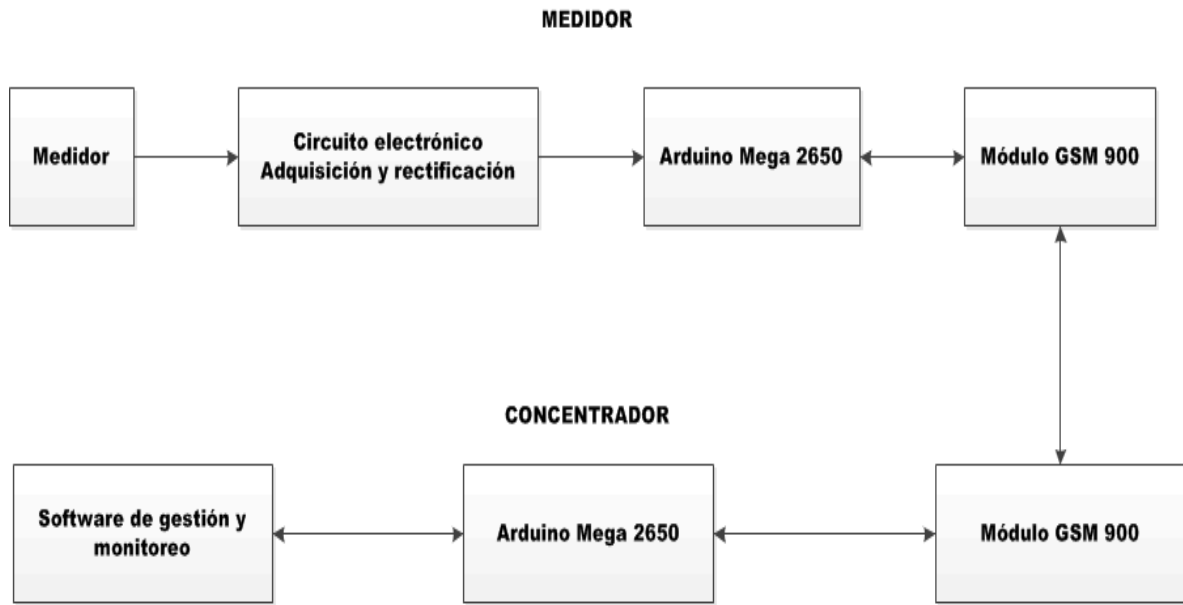 MEDIDOR
Medidor
Circuito electrónico
Adquisición y rectificación
Arduino Mega 2650
Módulo GSM 900
CONCENTRADOR
Software de gestión y
monitoreo
Arduino Mega 2650
Módulo GSM 900